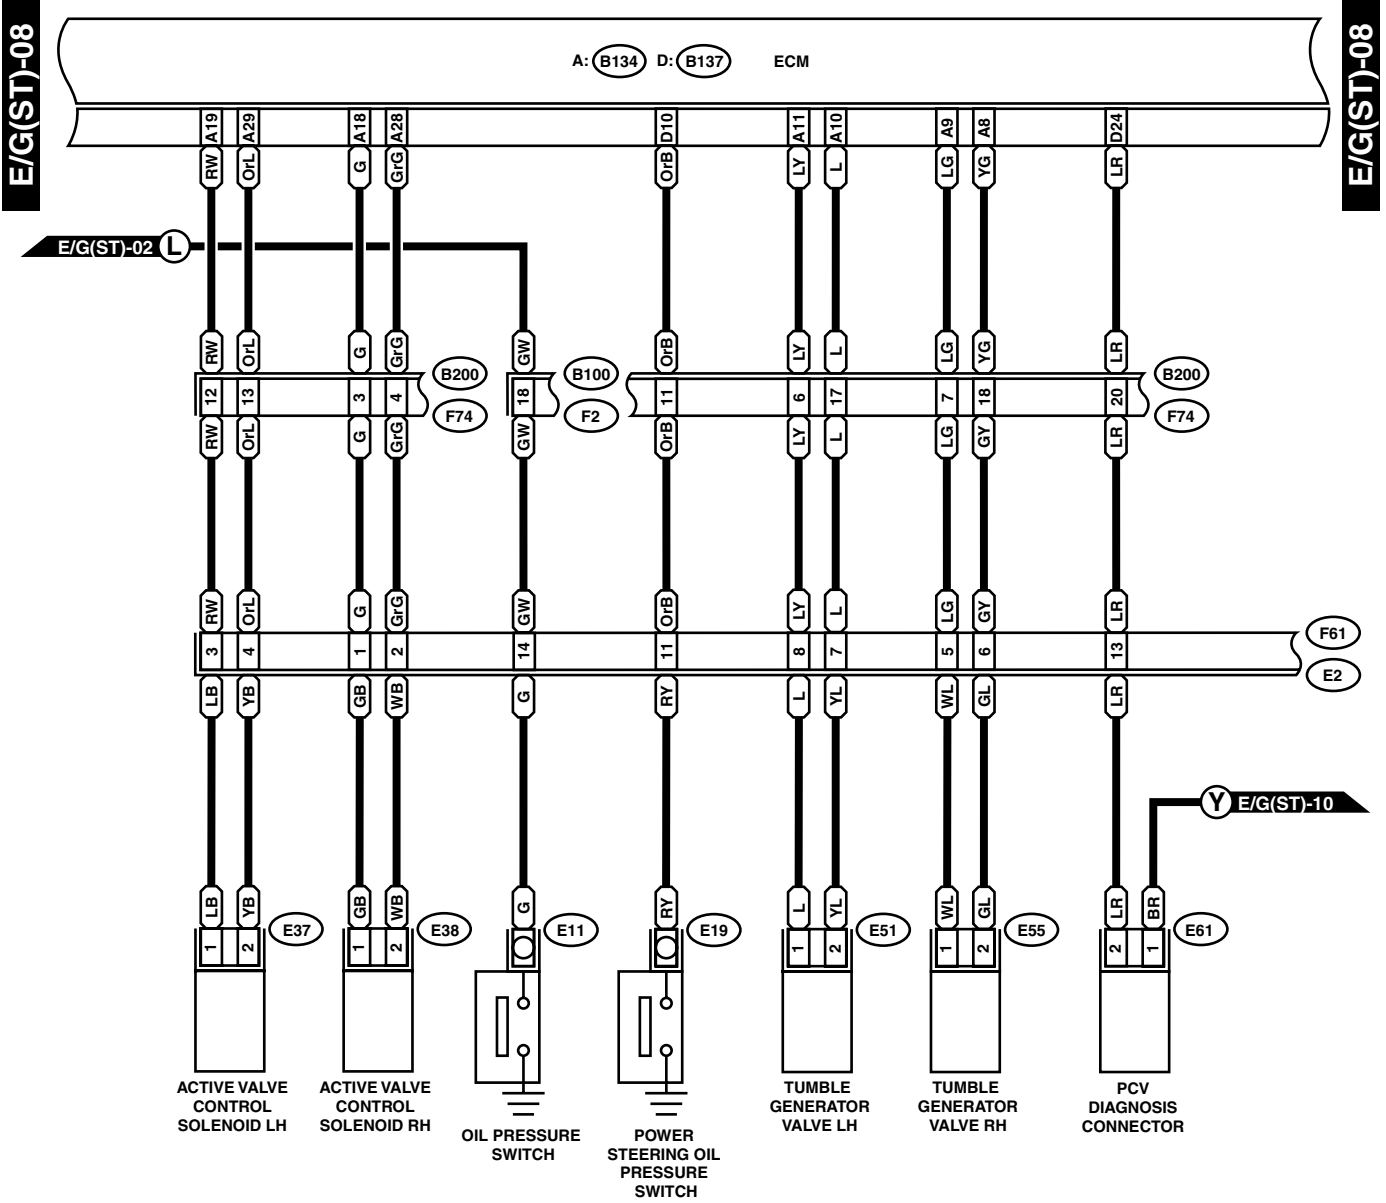 E/G(ST)-08
E/G(ST)-08
A: B134 D: B137 ECM
A19 A29 A18 A28 D10 A11 A10 A9 A8 D24
RW OrL G GrG OrB LY L LG YG LR
E/G(ST)-02 L
RW OrL G GrG GW OrB LY L LG YG LR
B200 B100 B200
12 13 3 4 18 11 6 17 7 18 20
F74 F2 F74
RW OrL G GrG GW OrB LY L LG GY LR
RW OrL G GrG GW OrB LY L LG GY LR
F61
3 4 1 2 14 11 8 7 5 6 13
E2
LB YB GB WB G RY L YL WL GL LR
Y E/G(ST)-10
LB YB GB WB G RY L YL WL GL LR BR
E37 E38 E11 E19 E51 E55 E61
1 2 1 2 1 2 1 2 2 1
ACTIVE VALVE
CONTROL
SOLENOID LH
ACTIVE VALVE
CONTROL
SOLENOID RH
OIL PRESSURE
SWITCH
POWER
STEERING OIL
PRESSURE
SWITCH
TUMBLE
GENERATOR
VALVE LH
TUMBLE
GENERATOR
VALVE RH
PCV
DIAGNOSIS
CONNECTOR